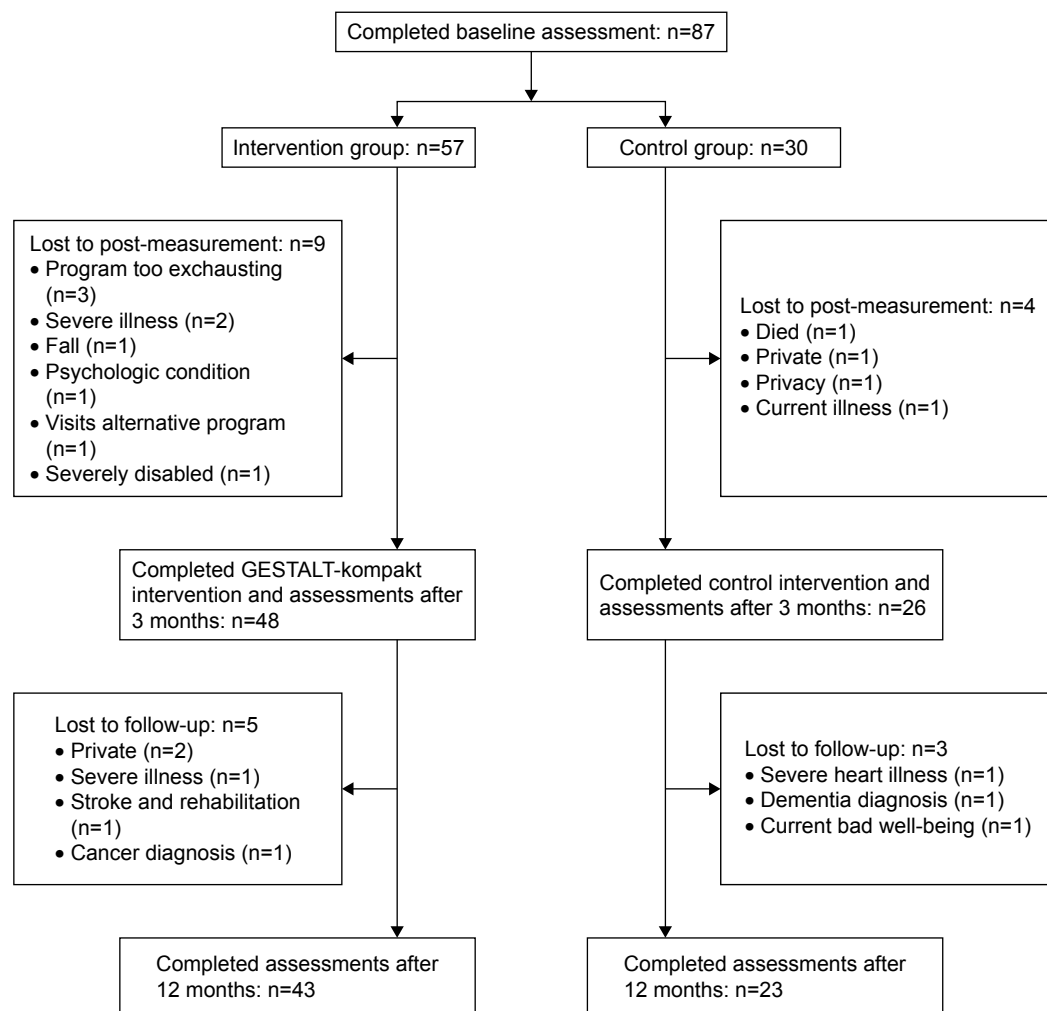 Completed baseline assessment: n=87
Intervention group: n=57
Control group: n=30
Lost to post-measurement: n=9
• Program too exchausting
(n=3)
• Severe illness (n=2)
• Fall (n=1)
• Psychologic condition
(n=1)
• Visits alternative program
(n=1)
• Severely disabled (n=1)
Lost to post-measurement: n=4
• Died (n=1)
• Private (n=1)
• Privacy (n=1)
• Current illness (n=1)
Completed GESTALT-kompakt
intervention and assessments after
3 months: n=48
Completed control intervention and
assessments after 3 months: n=26
Lost to follow-up: n=5
• Private (n=2)
• Severe illness (n=1)
• Stroke and rehabilitation
(n=1)
• Cancer diagnosis (n=1)
Lost to follow-up: n=3
• Severe heart illness (n=1)
• Dementia diagnosis (n=1)
• Current bad well-being (n=1)
Completed assessments after
12 months: n=43
Completed assessments after
12 months: n=23